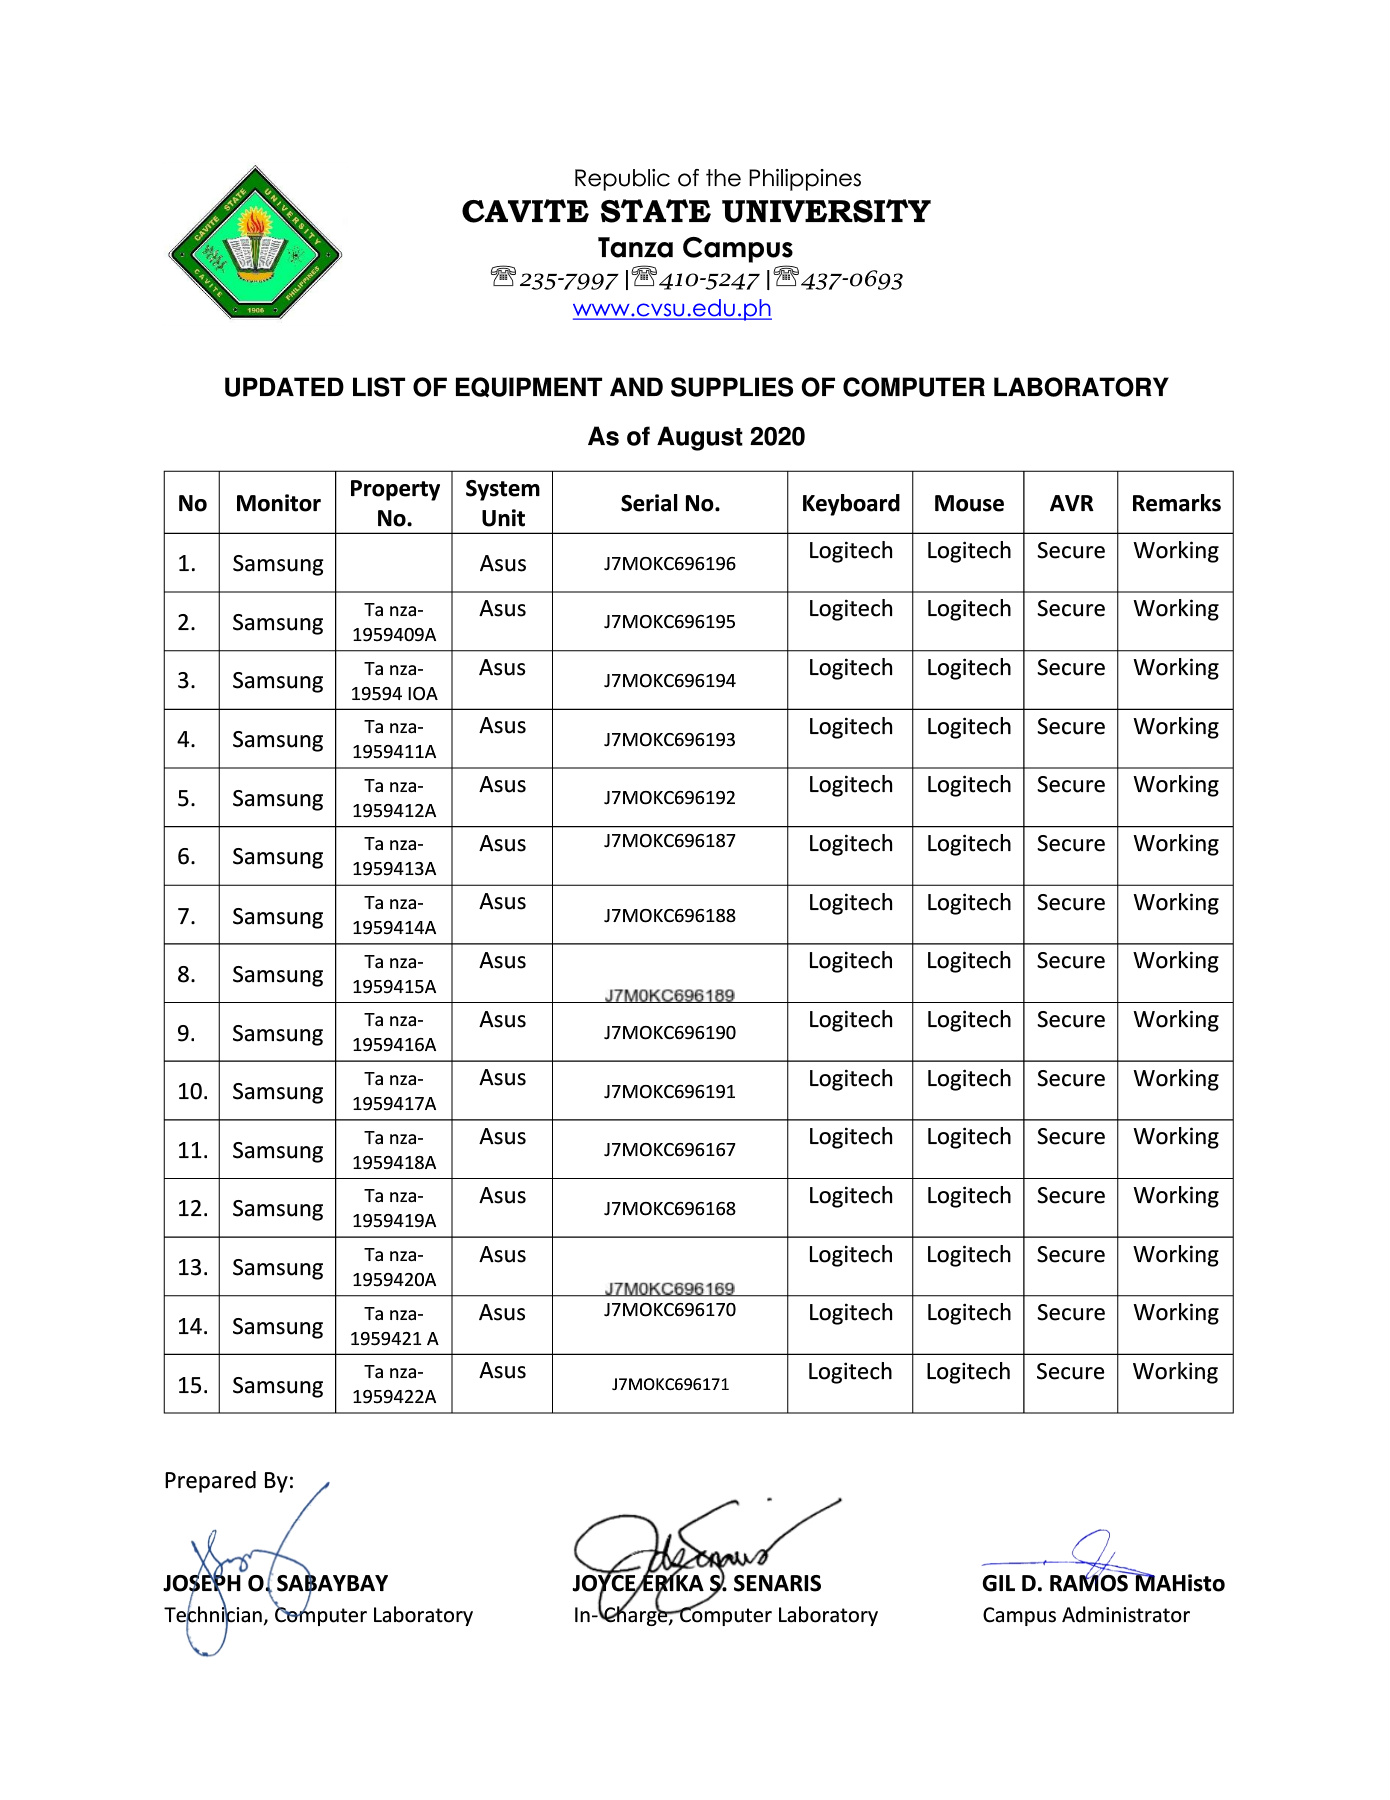 CAVITE STATE UNIVERSITY
CAVITE PHILIPPINES
1906
Republic of the Philippines
CAVITE STATE UNIVERSITY
Tanza Campus
☏235-7997 |☏410-5247 |☏437-0693
www.cvsu.edu.ph
UPDATED LIST OF EQUIPMENT AND SUPPLIES OF COMPUTER LABORATORY
As of August 2020
No Monitor Property No. System Unit Serial No. Keyboard Mouse AVR Remarks
1. Samsung Asus J7MOKC696196 Logitech Logitech Secure Working
2. Samsung Ta nza-1959409A Asus J7MOKC696195 Logitech Logitech Secure Working
3. Samsung Ta nza-19594 IOA Asus J7MOKC696194 Logitech Logitech Secure Working
4. Samsung Ta nza-1959411A Asus J7MOKC696193 Logitech Logitech Secure Working
5. Samsung Ta nza-1959412A Asus J7MOKC696192 Logitech Logitech Secure Working
6. Samsung Ta nza-1959413A Asus J7MOKC696187 Logitech Logitech Secure Working
7. Samsung Ta nza-1959414A Asus J7MOKC696188 Logitech Logitech Secure Working
8. Samsung Ta nza-1959415A Asus J7M0KC696189 Logitech Logitech Secure Working
9. Samsung Ta nza-1959416A Asus J7MOKC696190 Logitech Logitech Secure Working
10. Samsung Ta nza-1959417A Asus J7MOKC696191 Logitech Logitech Secure Working
11. Samsung Ta nza-1959418A Asus J7MOKC696167 Logitech Logitech Secure Working
12. Samsung Ta nza-1959419A Asus J7MOKC696168 Logitech Logitech Secure Working
13. Samsung Ta nza-1959420A Asus J7M0KC696169 Logitech Logitech Secure Working
14. Samsung Ta nza-1959421 A Asus J7MOKC696170 Logitech Logitech Secure Working
15. Samsung Ta nza-1959422A Asus J7MOKC696171 Logitech Logitech Secure Working
Prepared By:
JOSEPH O. SABAYBAY JOYCE ERIKA S. SENARIS GIL D. RAMOS MAHisto
Technician, Computer Laboratory In- Charge, Computer Laboratory Campus Administrator